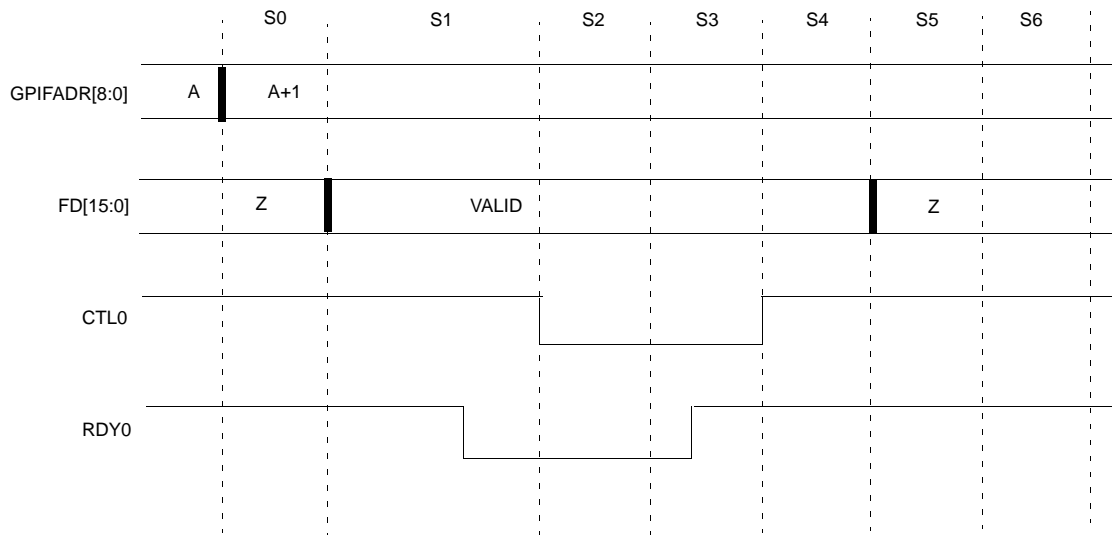 S0 S1 S2 S3 S4 S5 S6
GPIFADR[8:0] A A+1
FD[15:0] Z VALID Z
CTL0
RDY0